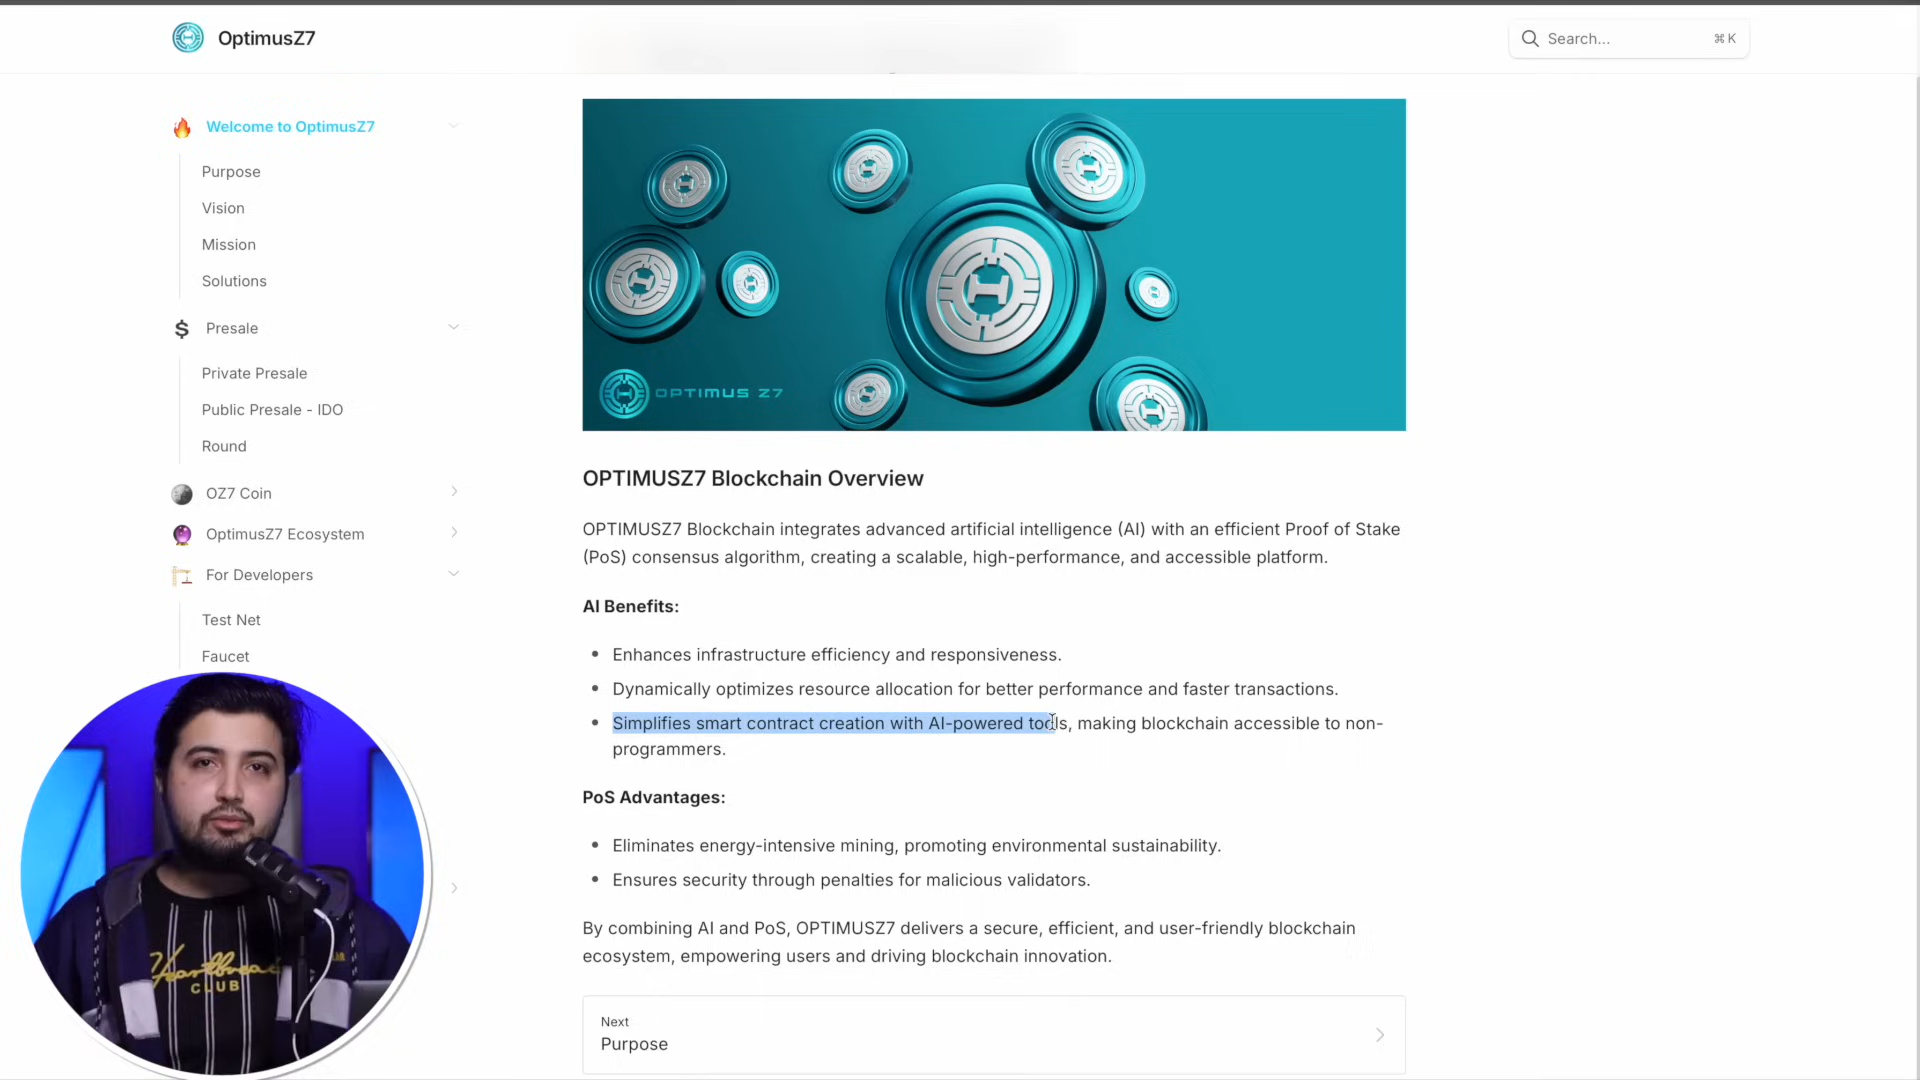 OptimusZ7
Search...
⌘ K
Welcome to OptimusZ7
Purpose
Vision
Mission
Solutions
Presale
Private Presale
Public Presale - IDO
Round
OZ7 Coin
OptimusZ7 Ecosystem
For Developers
Test Net
Faucet
OPTIMUS Z7
OPTIMUSZ7 Blockchain Overview
OPTIMUSZ7 Blockchain integrates advanced artificial intelligence (AI) with an efficient Proof of Stake
(PoS) consensus algorithm, creating a scalable, high-performance, and accessible platform.
AI Benefits:
• Enhances infrastructure efficiency and responsiveness.
• Dynamically optimizes resource allocation for better performance and faster transactions.
• Simplifies smart contract creation with AI-powered tools, making blockchain accessible to non-
programmers.
PoS Advantages:
• Eliminates energy-intensive mining, promoting environmental sustainability.
• Ensures security through penalties for malicious validators.
By combining AI and PoS, OPTIMUSZ7 delivers a secure, efficient, and user-friendly blockchain
ecosystem, empowering users and driving blockchain innovation.
Next
Purpose
CLUB